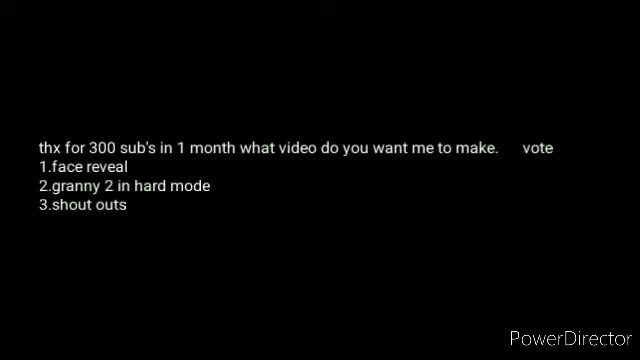 thx for 300 sub's in 1 month what video do you want me to make. vote
1.face reveal
2.granny 2 in hard mode
3.shout outs
PowerDirector